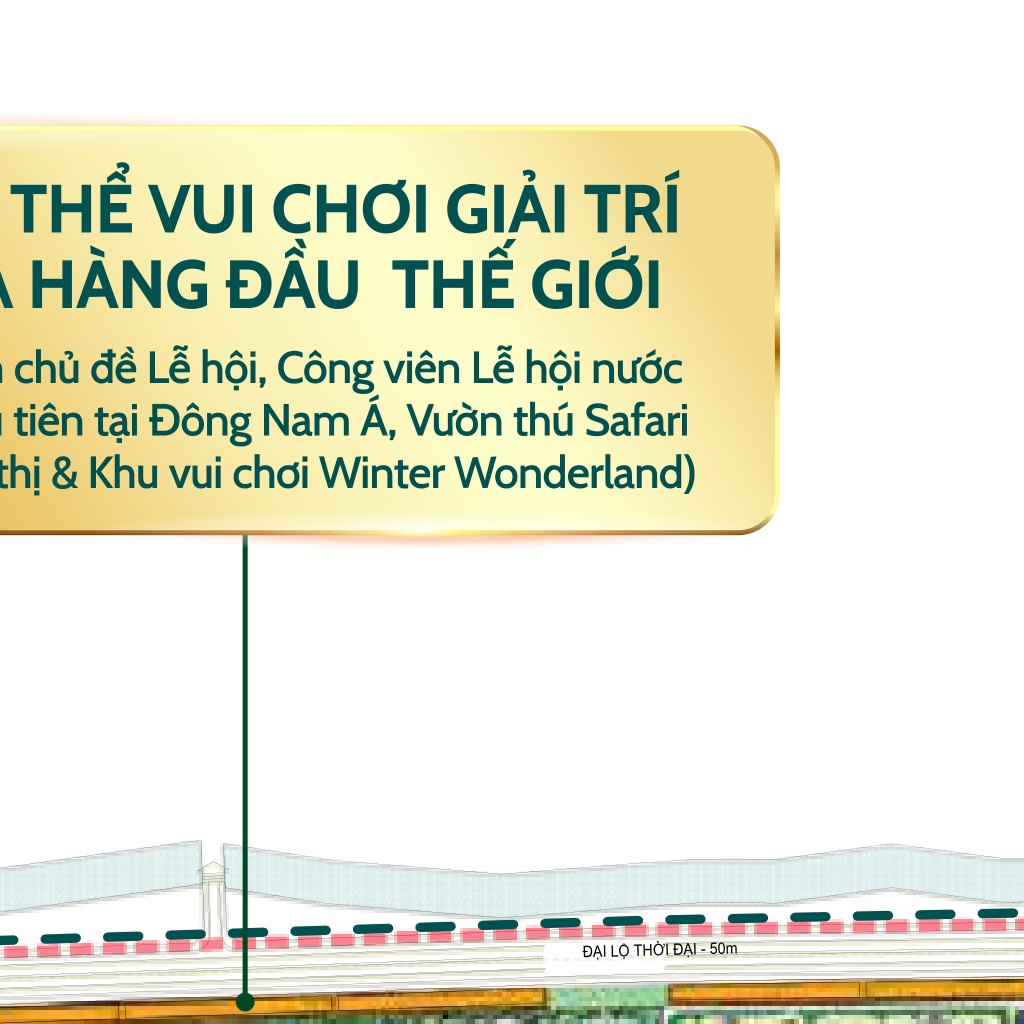 THỂ VUI CHƠI GIẢI TRÍ
HÀNG ĐẦU THẾ GIỚI
chủ đề Lễ hội, Công viên Lễ hội nước
tiên tại Đông Nam Á, Vườn thú Safari
thị & Khu vui chơi Winter Wonderland)
ĐẠI LỘ THỜI ĐẠI - 50m